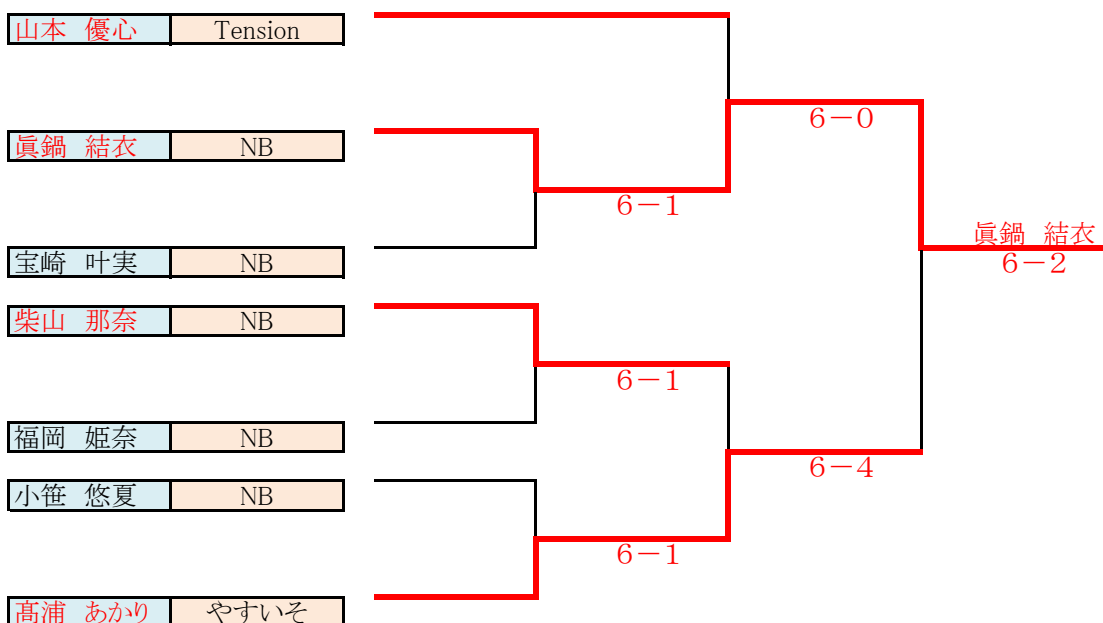 山本　優心 Tension
6－0
眞鍋　結衣 NB
6－1
眞鍋　結衣
宝崎　叶実 NB
6－2
柴山　那奈 NB
6－1
福岡　姫奈 NB
6－4
小笹　悠夏 NB
6－1
髙浦　あかり やすいそ